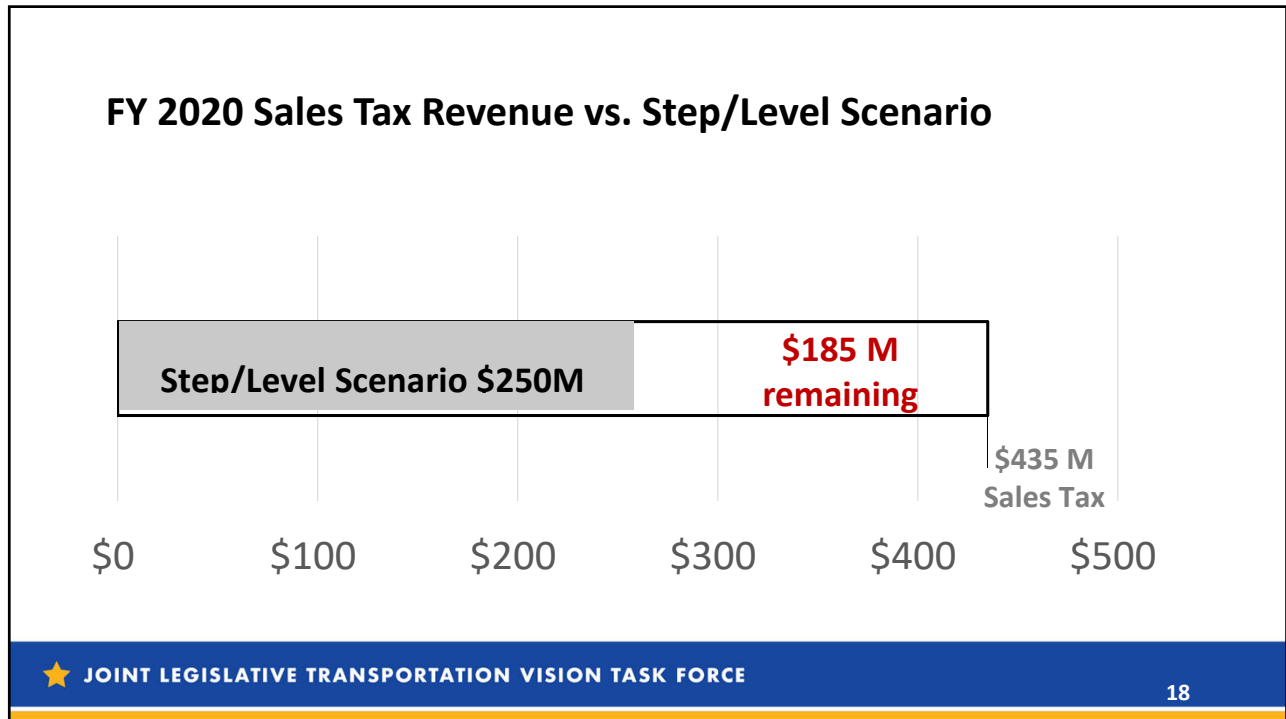 FY 2020 Sales Tax Revenue vs. Step/Level Scenario
Step/Level Scenario $250M
$185 M
remaining
$435 M
Sales Tax
$0 $100 $200 $300 $400 $500
JOINT LEGISLATIVE TRANSPORTATION VISION TASK FORCE
18